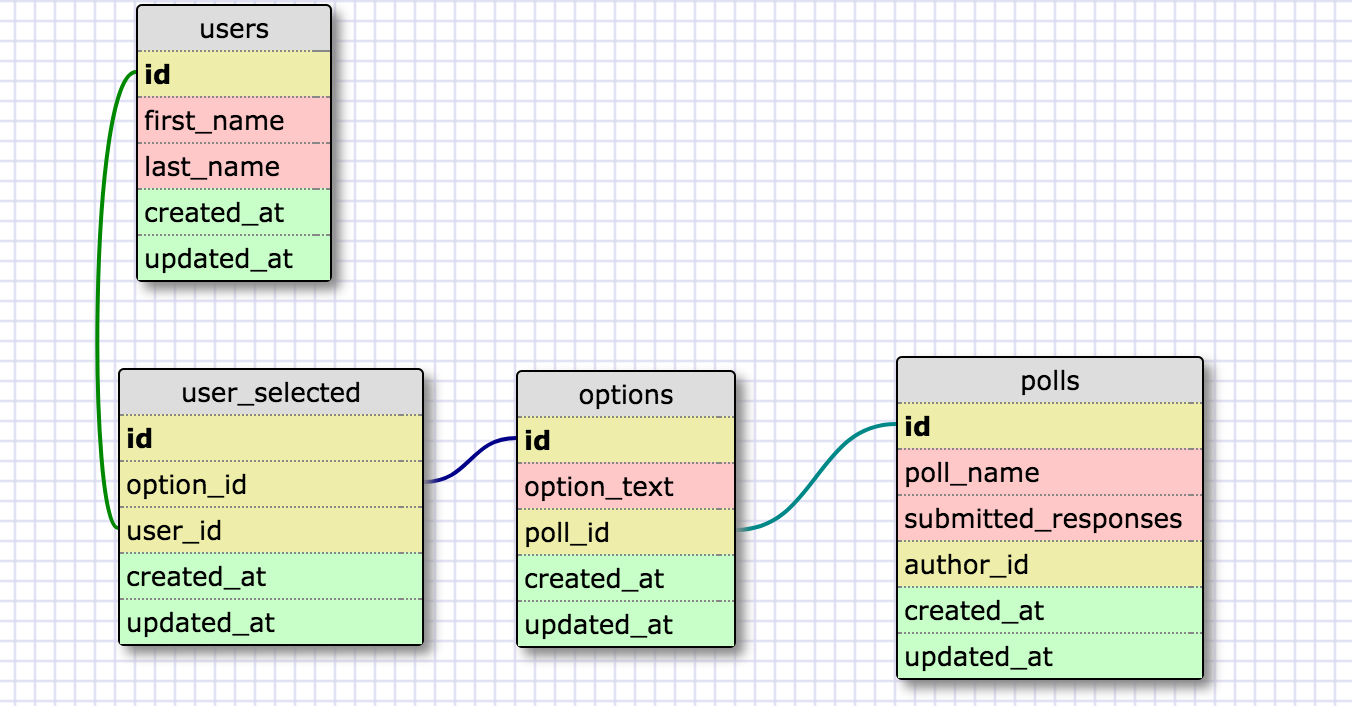 users
id
first_name
last_name
created_at
updated_at
user_selected
id
option_id
user_id
created_at
updated_at
options
id
option_text
poll_id
created_at
updated_at
polls
id
poll_name
submitted_responses
author_id
created_at
updated_at